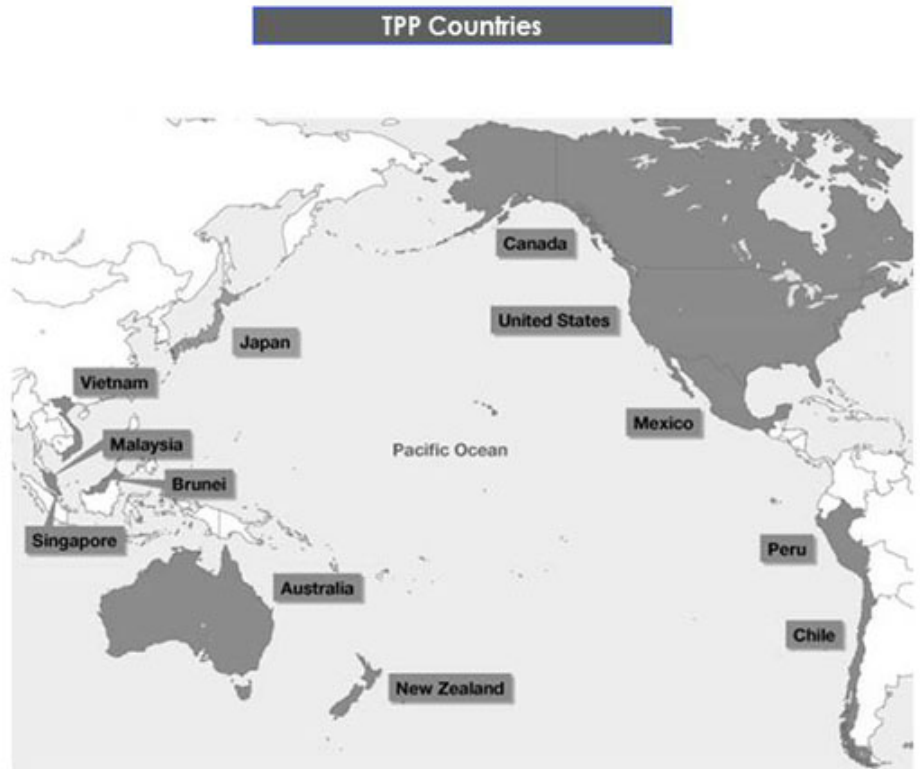 TPP Countries
Canada
United States
Japan
Vietnam
Mexico
Malaysia
Pacific Ocean
Brunei
Singapore
Peru
Australia
Chile
New Zealand